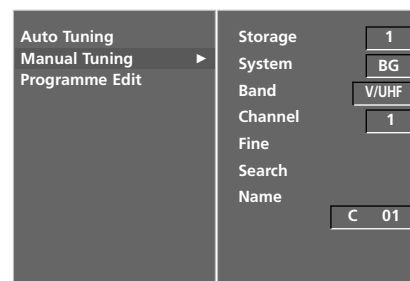 Auto Tuning
Manual Tuning ►
Programme Edit
Storage 1
System BG
Band V/UHF
Channel 1
Fine
Search
Name
C 01